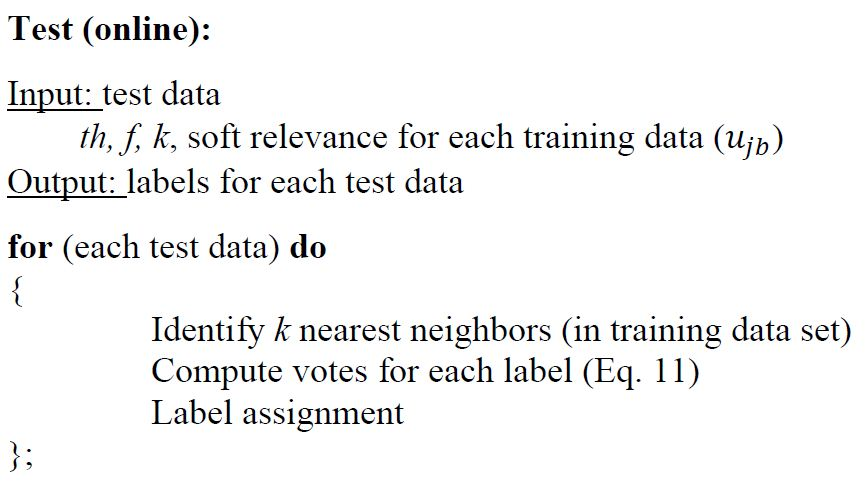 Test (online):
Input: test data
th, f, k, soft relevance for each training data (u_{jb})
Output: labels for each test data
for (each test data) do
{
Identify k nearest neighbors (in training data set)
Compute votes for each label (Eq. 11)
Label assignment
};